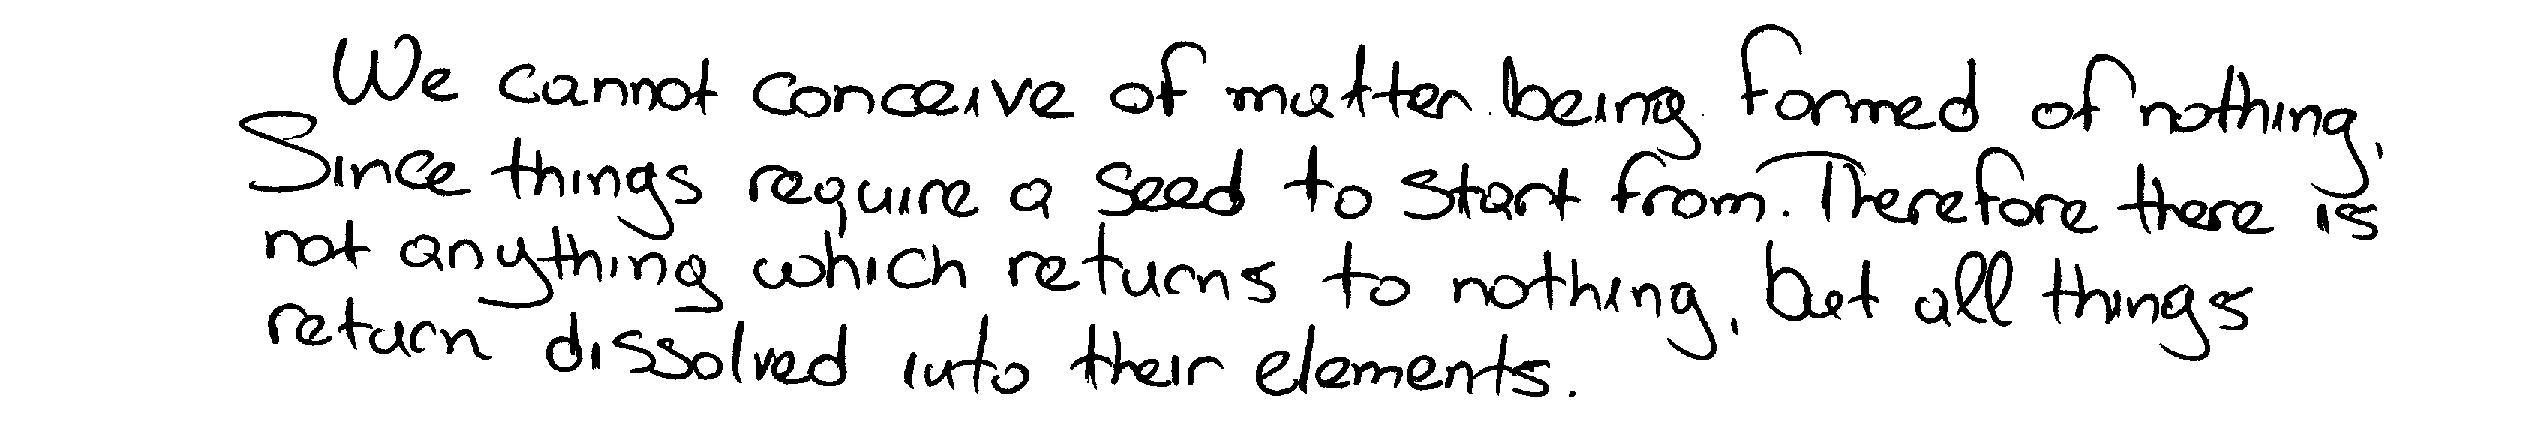 We cannot conceive of matter being formed of nothing,
Since things require a seed to start from. Therefore there is
not anything which returns to nothing, but all things
return dissolved into their elements.